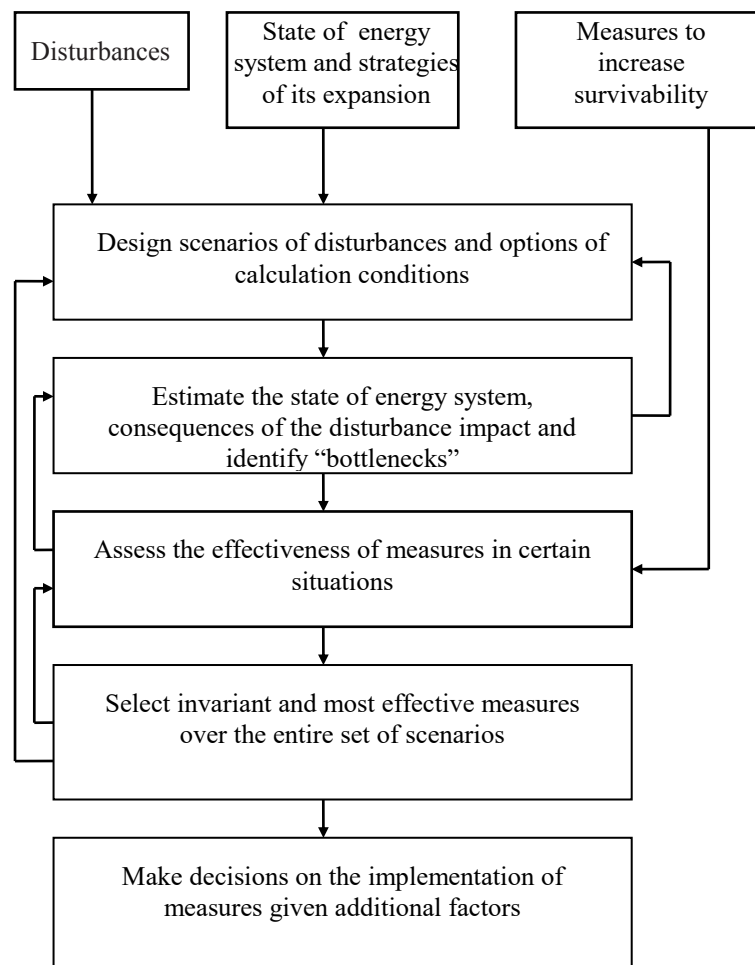 Disturbances
State of energy
system and strategies
of its expansion
Measures to
increase
survivability
Design scenarios of disturbances and options of
calculation conditions
Estimate the state of energy system,
consequences of the disturbance impact and
identify “bottlenecks”
Assess the effectiveness of measures in certain
situations
Select invariant and most effective measures
over the entire set of scenarios
Make decisions on the implementation of
measures given additional factors